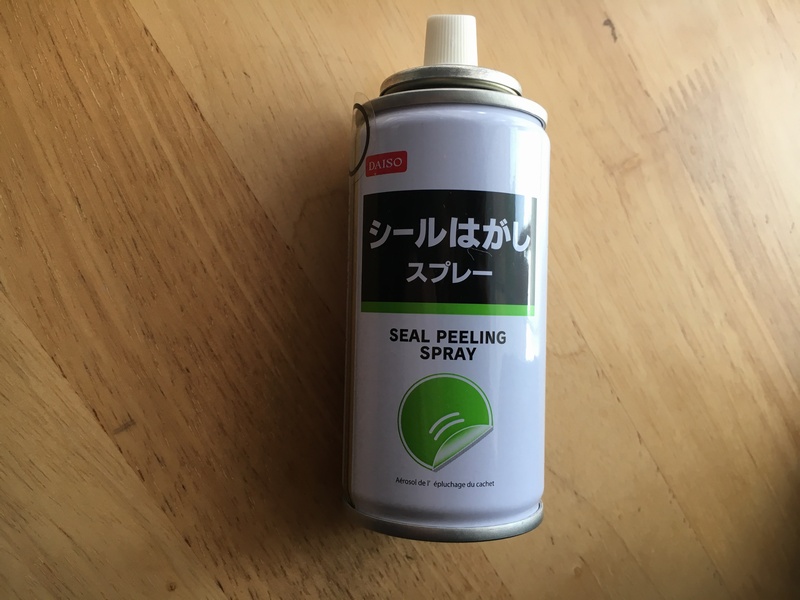 DAISO
シールはがし
スプレー
SEAL PEELING
SPRAY
Aérosol de l' épluchage du cachet